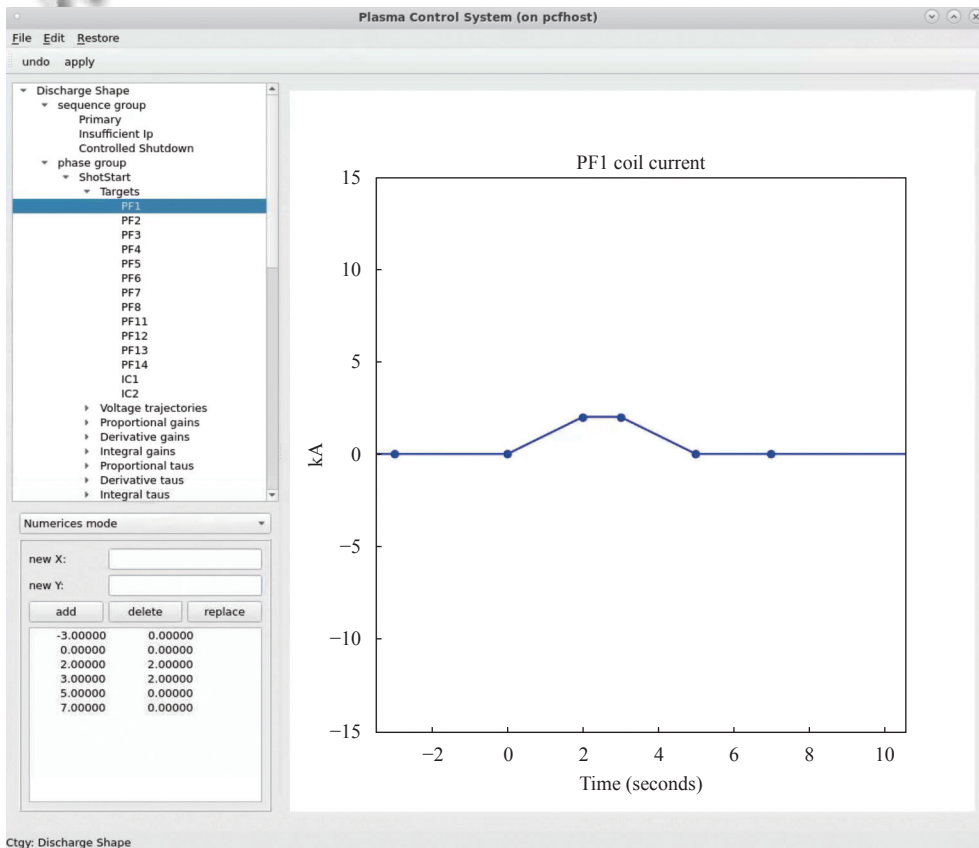 Plasma Control System (on pcfhost)
File Edit Restore
undo apply
Discharge Shape
sequence group
Primary
Insufficient Ip
Controlled Shutdown
phase group
ShotStart
Targets
PF1
PF2
PF3
PF4
PF5
PF6
PF7
PF8
PF11
PF12
PF13
PF14
IC1
IC2
Voltage trajectories
Proportional gains
Derivative gains
Integral gains
Proportional taus
Derivative taus
Integral taus
Numerices mode
new X:
new Y:
add delete replace
-3.00000 0.00000
0.00000 0.00000
2.00000 2.00000
3.00000 2.00000
5.00000 0.00000
7.00000 0.00000
PF1 coil current
15
10
5
0
−5
−10
−15
kA
−2 0 2 4 6 8 10
Time (seconds)
Ctgy: Discharge Shape